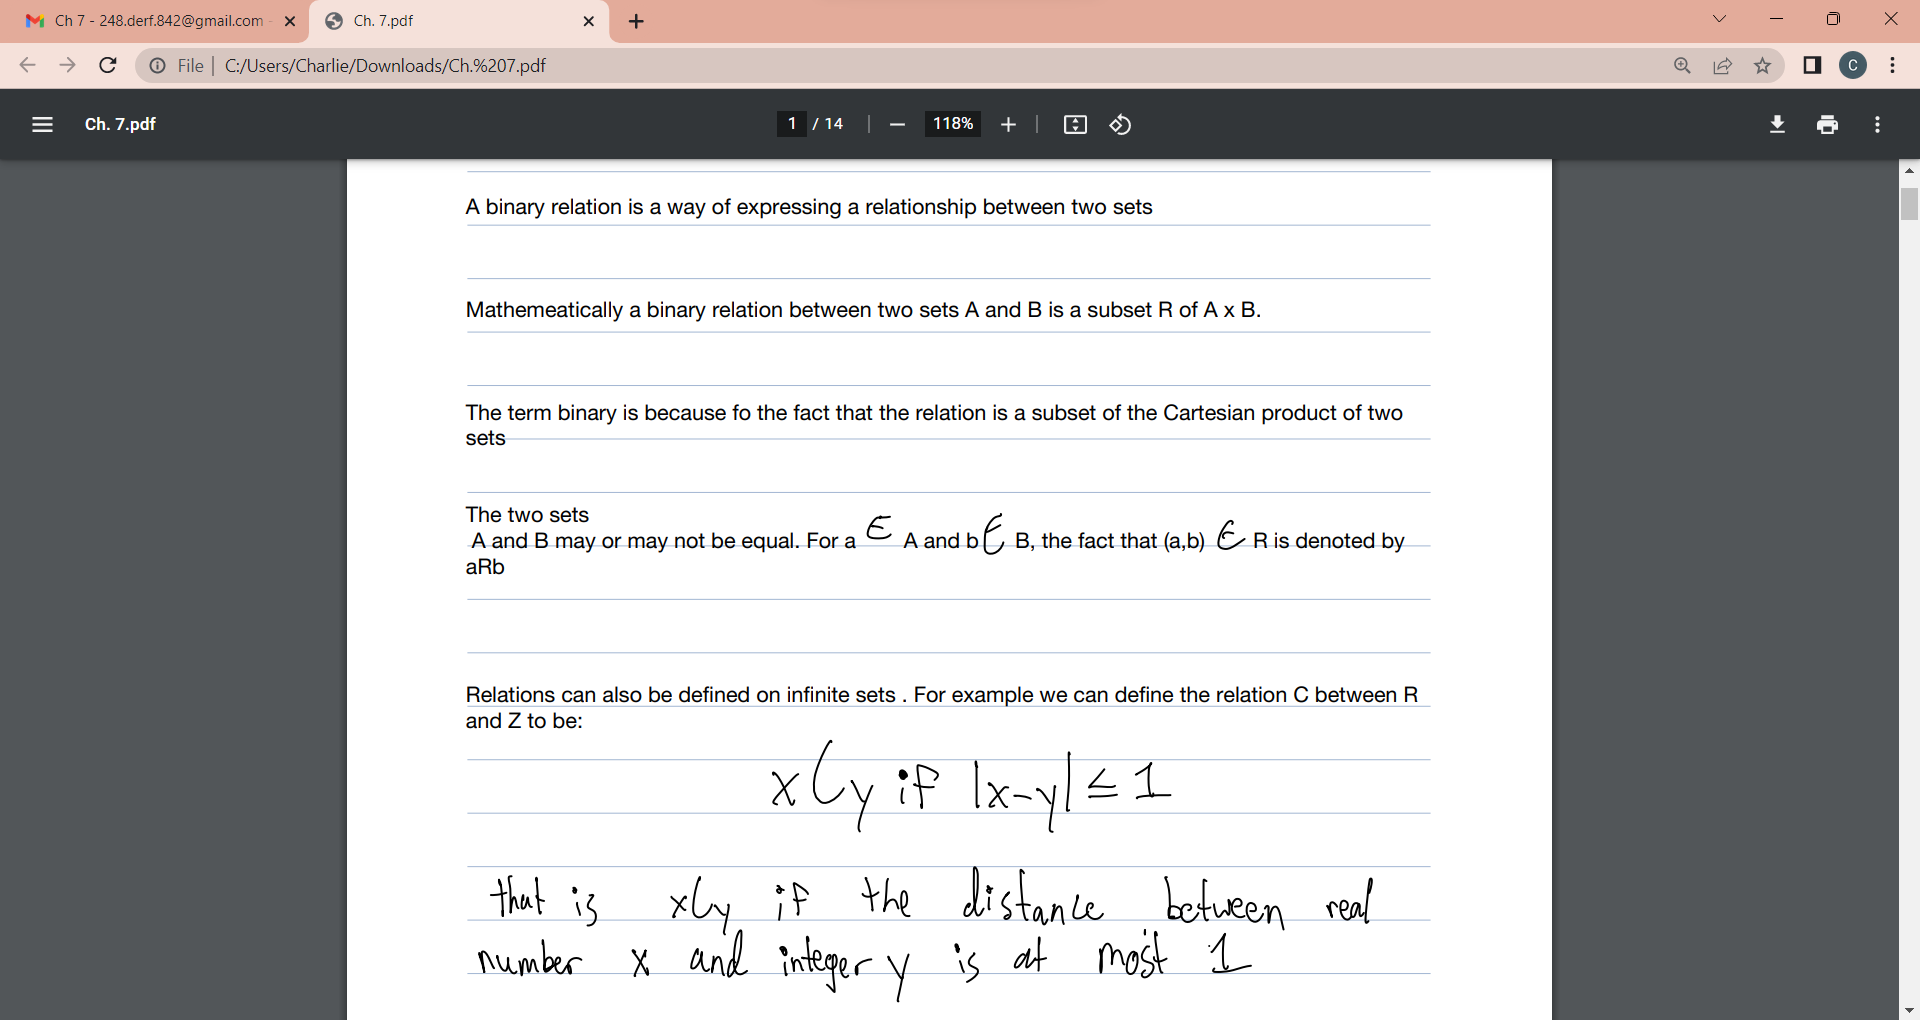 Ch 7 - 248.derf.842@gmail.com -
Ch. 7.pdf
File | C:/Users/Charlie/Downloads/Ch.%207.pdf
C
Ch. 7.pdf
1 / 14
118%
A binary relation is a way of expressing a relationship between two sets
Mathemeatically a binary relation between two sets A and B is a subset R of A x B.
The term binary is because fo the fact that the relation is a subset of the Cartesian product of two
sets
The two sets
A and B may or may not be equal. For a ∈ A and b ∈ B, the fact that (a,b) ∈ R is denoted by
aRb
Relations can also be defined on infinite sets . For example we can define the relation C between R
and Z to be:
xCy if |x-y| ≤ 1
that is xCy if the distance between real
number x and integer y is at most 1